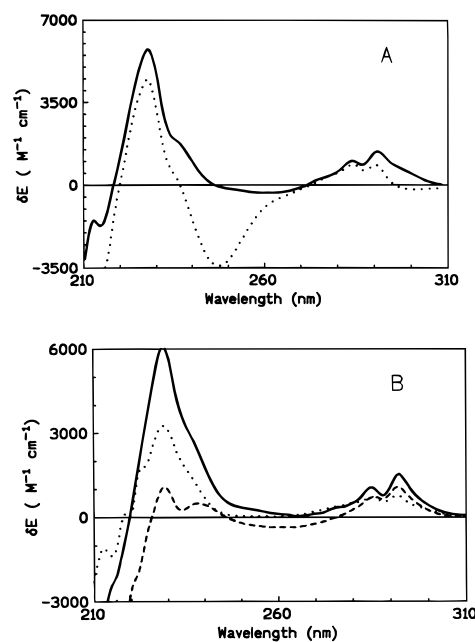 7000
A
3500
δE ( M⁻¹ cm⁻¹)
0
-3500
210
260
310
Wavelength (nm)
6000
B
3000
δE ( M⁻¹ cm⁻¹)
0
-3000
210
260
310
Wavelength (nm)